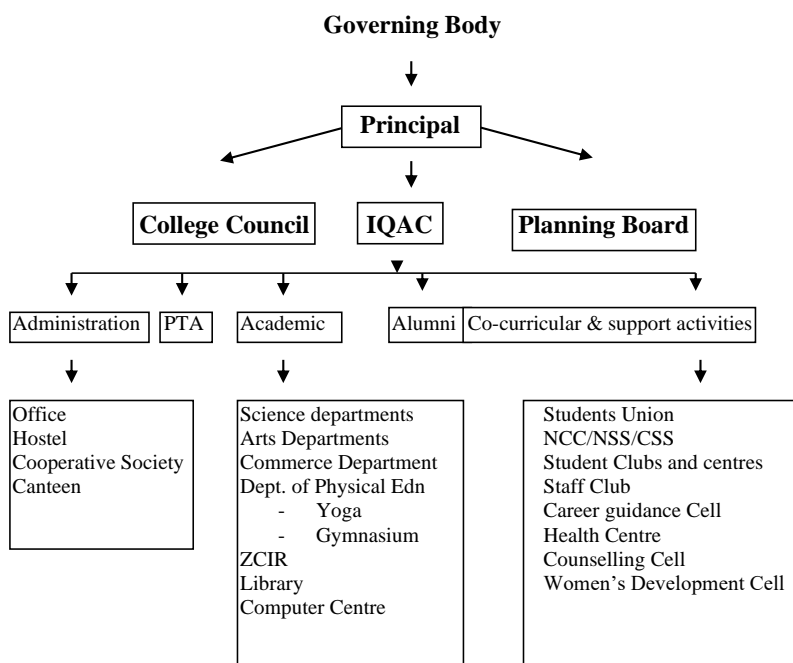 Governing Body
Principal
College Council
IQAC
Planning Board
Administration
PTA
Academic
Alumni
Co-curricular & support activities
Office
Hostel
Cooperative Society
Canteen
Science departments
Arts Departments
Commerce Department
Dept. of Physical Edn
- Yoga
- Gymnasium
ZCIR
Library
Computer Centre
Students Union
NCC/NSS/CSS
Student Clubs and centres
Staff Club
Career guidance Cell
Health Centre
Counselling Cell
Women’s Development Cell